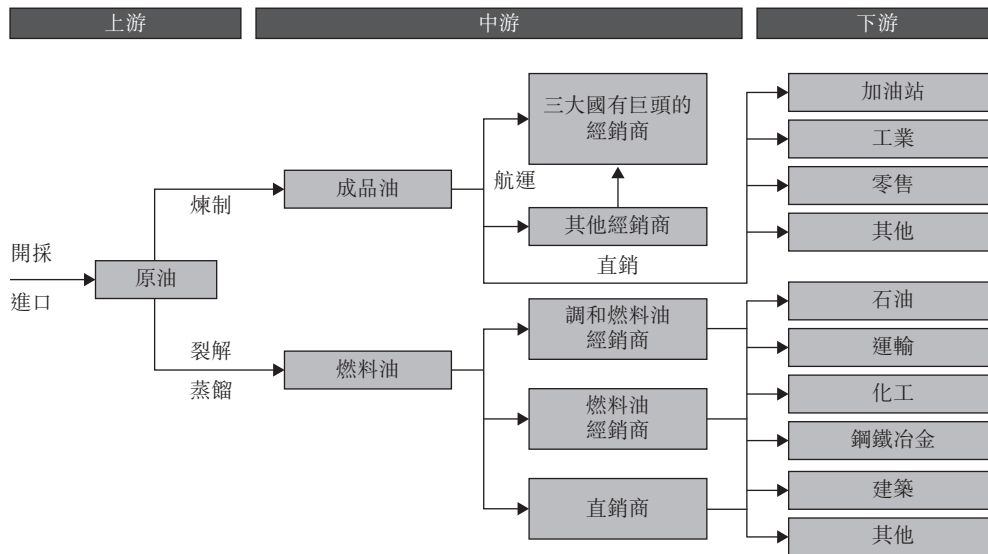 上游
中游
下游
開採
進口
原油
煉制
裂解
蒸餾
成品油
燃料油
航運
直銷
三大國有巨頭的
經銷商
其他經銷商
調和燃料油
經銷商
燃料油
經銷商
直銷商
加油站
工業
零售
其他
石油
運輸
化工
鋼鐵冶金
建築
其他